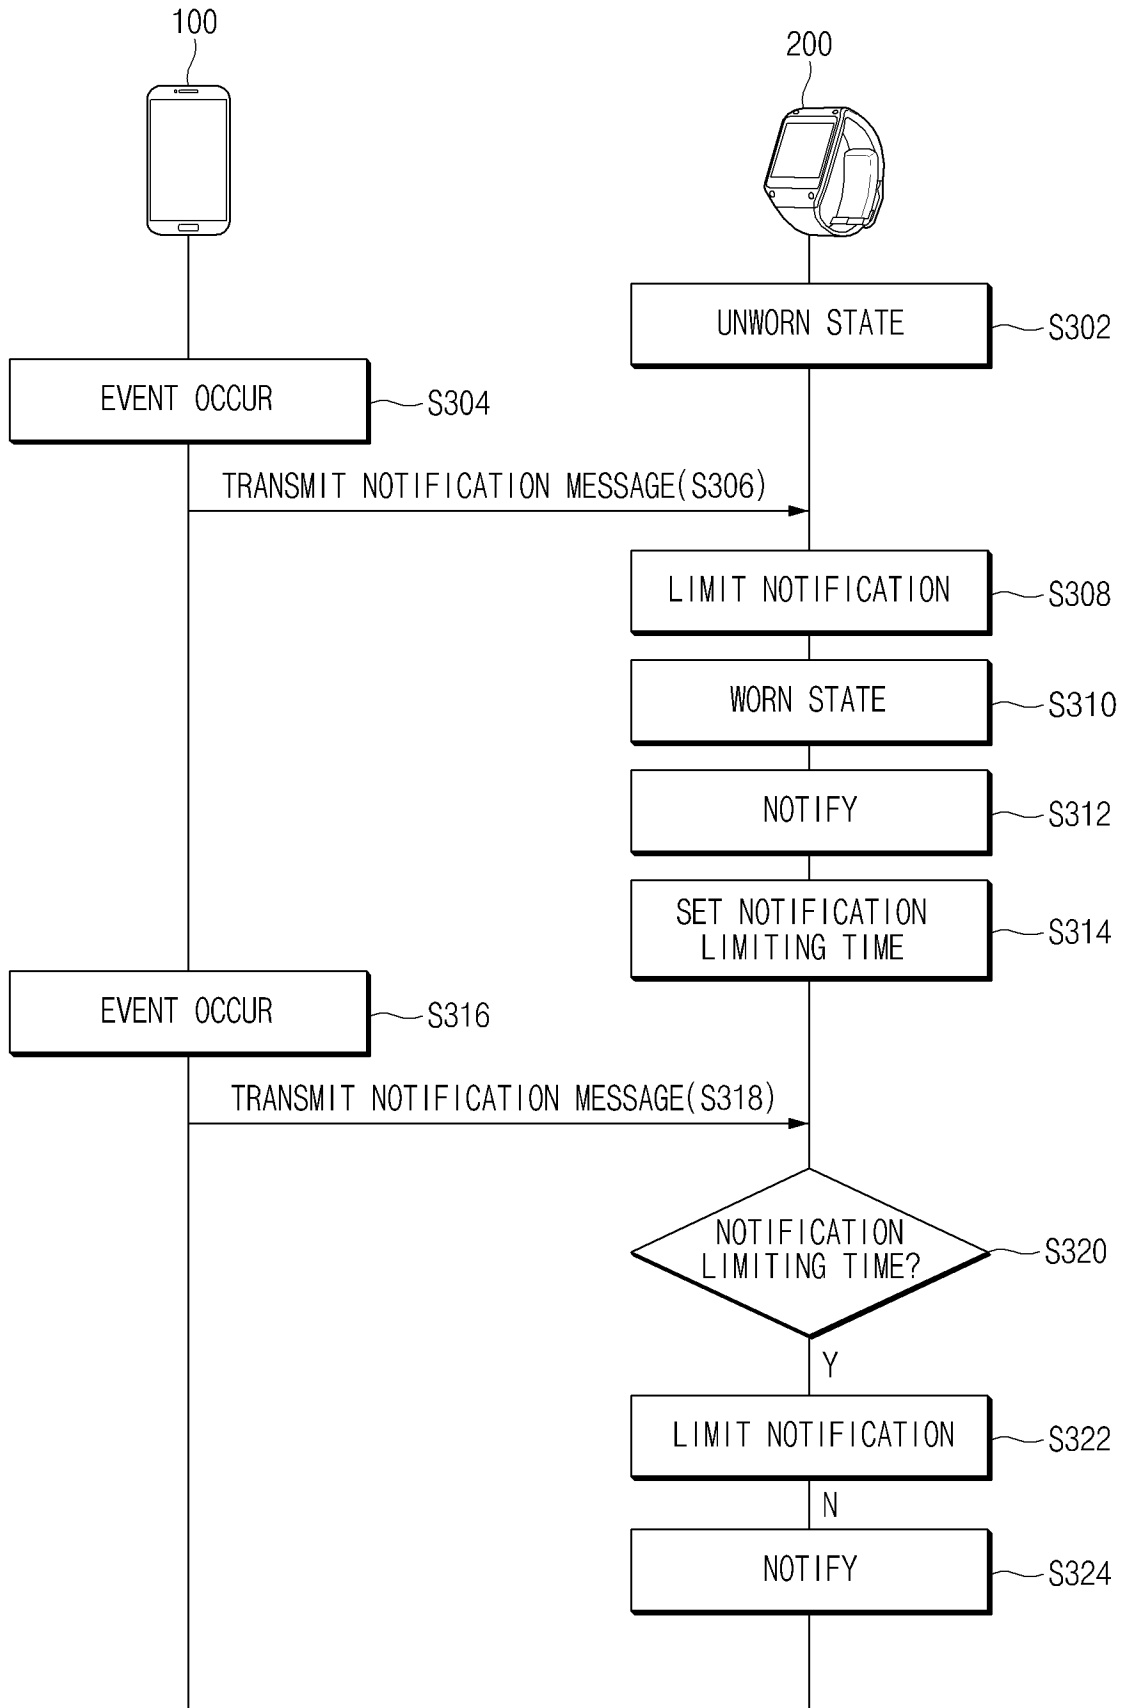 100
200
UNWORN STATE
S302
EVENT OCCUR
S304
TRANSMIT NOTIFICATION MESSAGE(S306)
LIMIT NOTIFICATION
S308
WORN STATE
S310
NOTIFY
S312
SET NOTIFICATION
LIMITING TIME
S314
EVENT OCCUR
S316
TRANSMIT NOTIFICATION MESSAGE(S318)
NOTIFICATION
LIMITING TIME?
S320
Y
LIMIT NOTIFICATION
S322
N
NOTIFY
S324